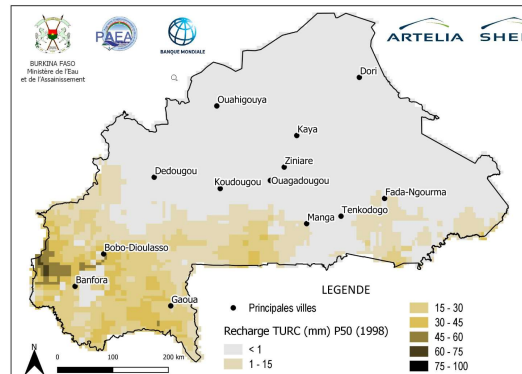 BURKINA FASO
Ministère de l'Eau
et de l'Assainissement
PAEA
BANQUE MONDIALE
ARTELIA
SHER
Dori
Ouahigouya
Kaya
Ziniare
Dedougou
Koudougou
Ouagadougou
Fada-Ngourma
Manga
Tenkodogo
Bobo-Dioulasso
Banfora
Gaoua
LEGENDE
Principales villes
Recharge TURC (mm) P50 (1998)
< 1
1 - 15
15 - 30
30 - 45
45 - 60
60 - 75
75 - 100
N
0 100 200 km